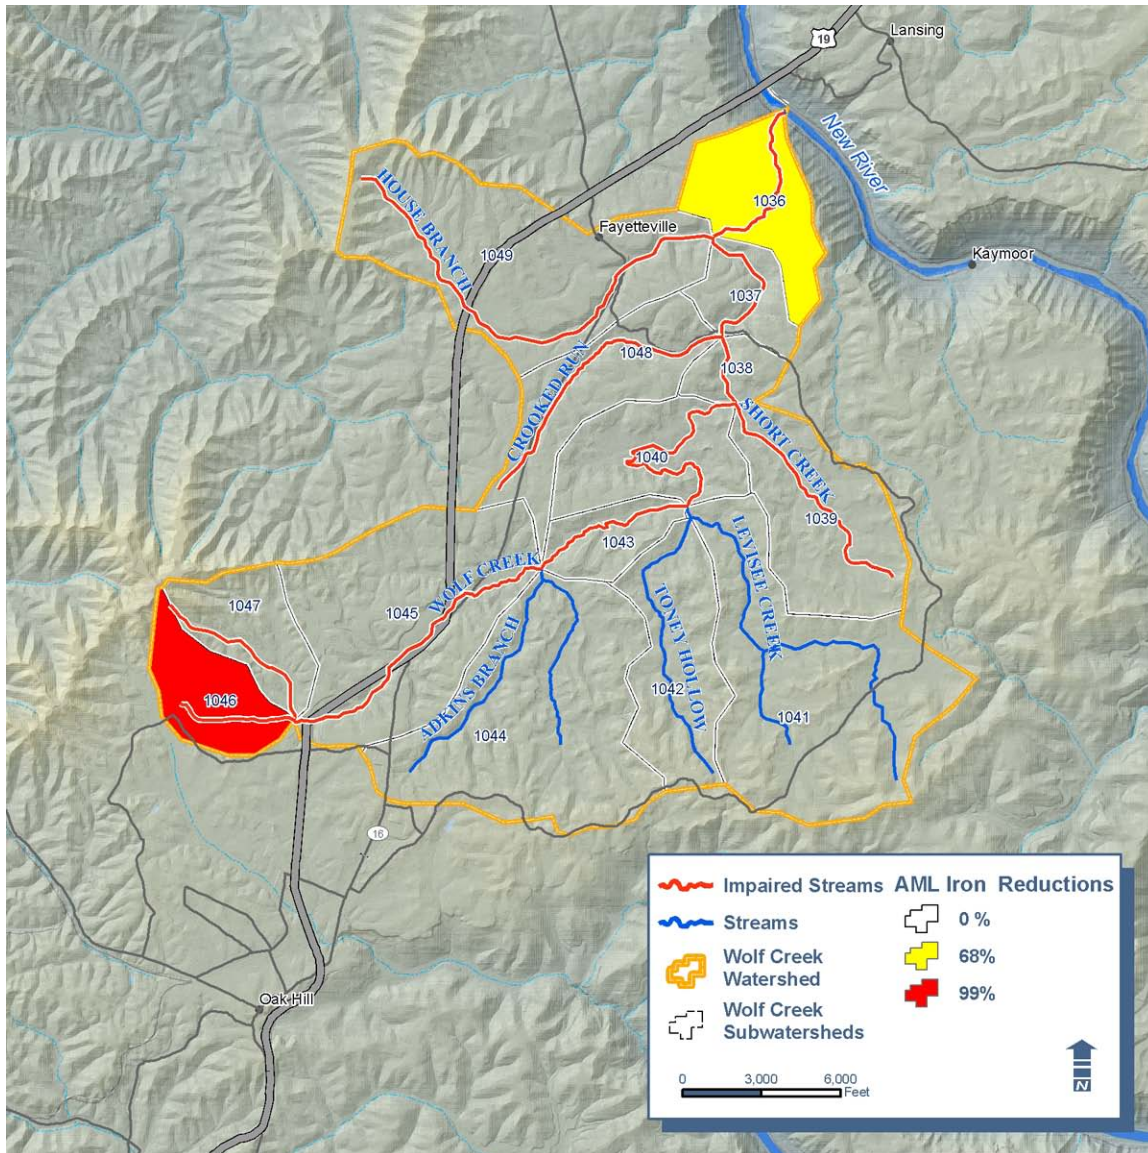 Lansing
19
New River
1036
HOUSE BRANCH
Fayetteville
1049
Kaymoor
1037
1048
1038
CROOKED RUN
SHORT CREEK
1040
1039
1043
LEVISEE CREEK
WOLF CREEK
1047
1045
TONEY HOLLOW
ADKINS BRANCH
1042
1046
1041
1044
16
Oak Hill
Impaired Streams
Streams
Wolf Creek
Watershed
Wolf Creek
Subwatersheds
AML Iron Reductions
0 %
68%
99%
0 3,000 6,000
Feet
N